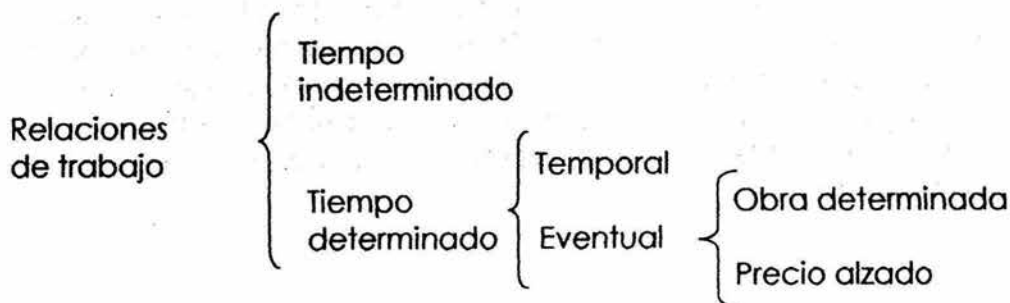 Relaciones
de trabajo
Tiempo
indeterminado
Tiempo
determinado
Temporal
Eventual
Obra determinada
Precio alzado